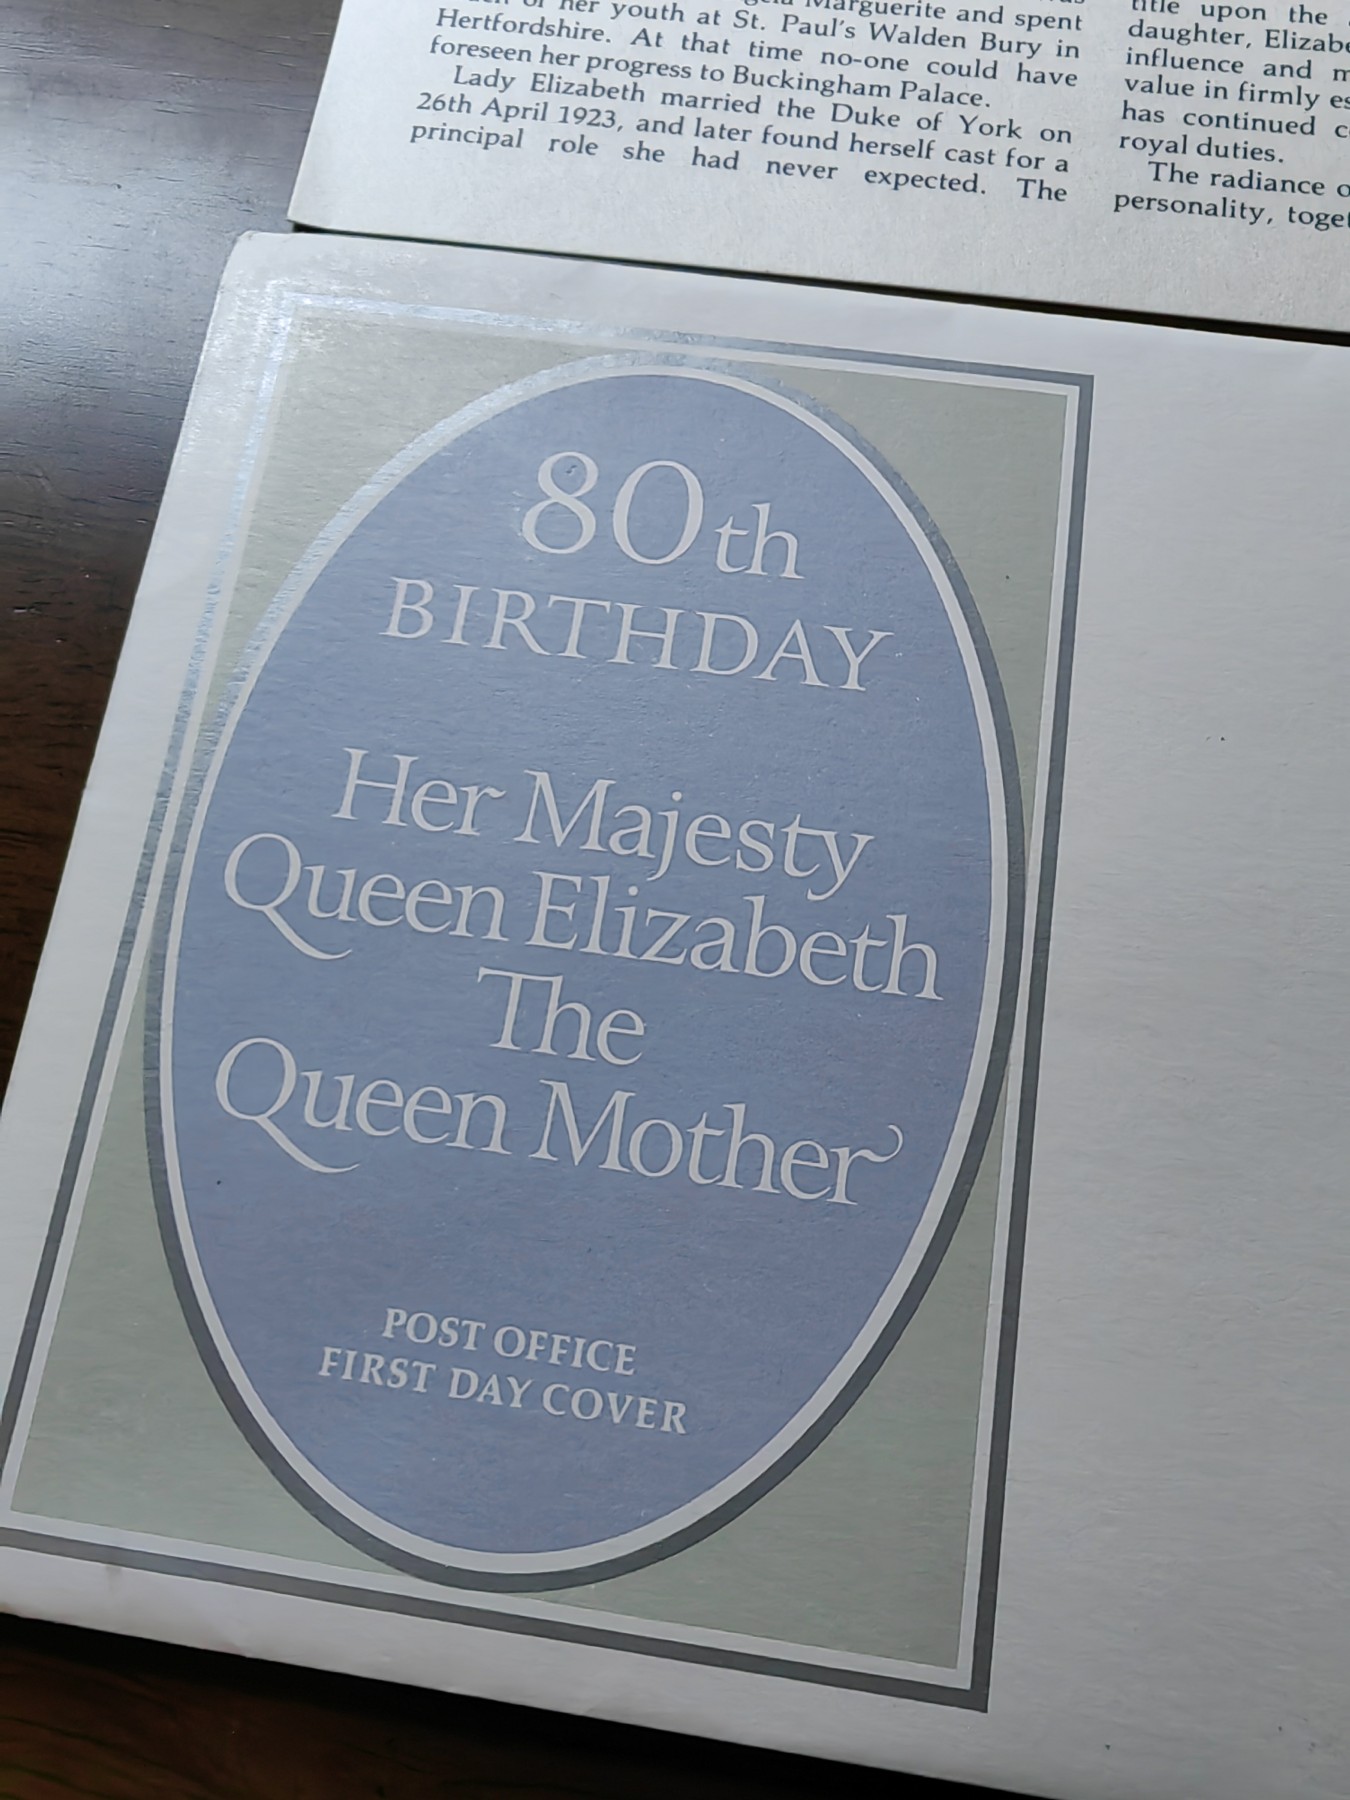 Marguerite and spent
of her youth at St. Paul's Walden Bury in
Hertfordshire. At that time no-one could have
foreseen her progress to Buckingham Palace.
Lady Elizabeth married the Duke of York on
26th April 1923, and later found herself cast for a
principal role she had never expected. The
title upon the
daughter,
influence and
value in firmly
has continued
royal duties.
The radiance
personality,
80th
BIRTHDAY
Her Majesty
Queen Elizabeth
The
Queen Mother
POST OFFICE
FIRST DAY COVER